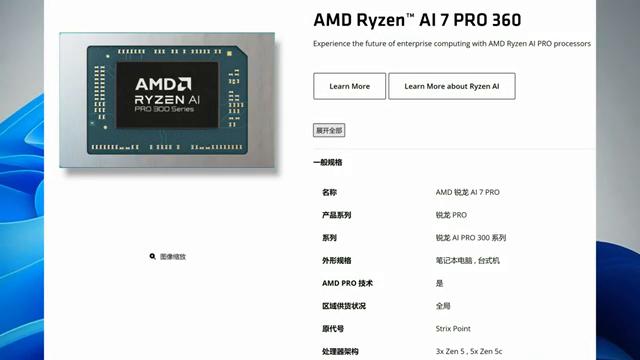 AMD Ryzen™ AI 7 PRO 360
Experience the future of enterprise computing with AMD Ryzen AI PRO processors
AMD
RYZEN AI
PRO 300 Series
Learn More
Learn More about Ryzen AI
展开全部
一般规格
名称 AMD 锐龙 AI 7 PRO
产品系列 锐龙 PRO
系列 锐龙 AI PRO 300 系列
图像缩放
外形规格 笔记本电脑 , 台式机
AMD PRO 技术 是
区域供货状况 全局
原代号 Strix Point
处理器架构 3x Zen 5 , 5x Zen 5c